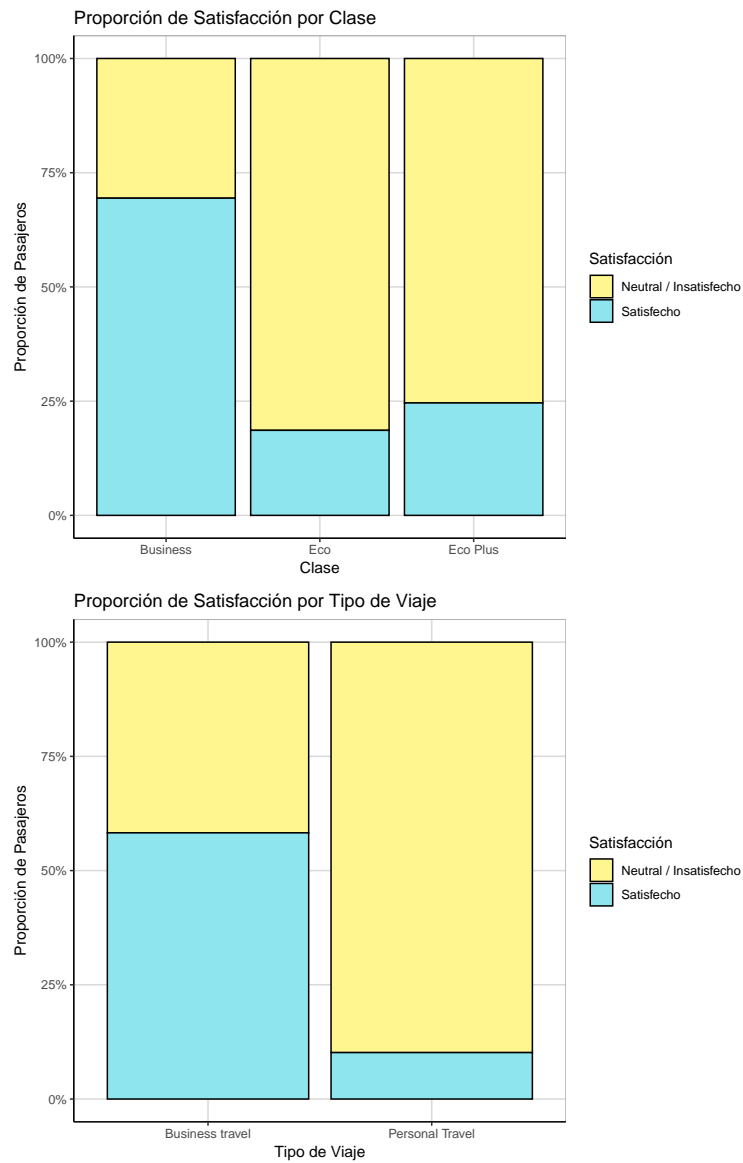 Proporción de Satisfacción por Clase
100%
75%
50%
25%
0%
Proporción de Pasajeros
Business
Eco
Eco Plus
Clase
Satisfacción
Neutral / Insatisfecho
Satisfecho
Proporción de Satisfacción por Tipo de Viaje
100%
75%
50%
25%
0%
Proporción de Pasajeros
Business travel
Personal Travel
Tipo de Viaje
Satisfacción
Neutral / Insatisfecho
Satisfecho